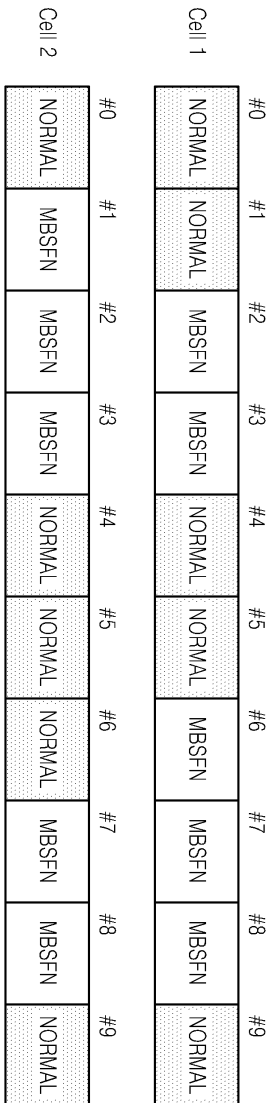 #0 #1 #2 #3 #4 #5 #6 #7 #8 #9
Cell 1 NORMAL NORMAL MBSFN MBSFN NORMAL NORMAL MBSFN MBSFN MBSFN NORMAL
#0 #1 #2 #3 #4 #5 #6 #7 #8 #9
Cell 2 NORMAL MBSFN MBSFN MBSFN NORMAL NORMAL NORMAL MBSFN MBSFN NORMAL